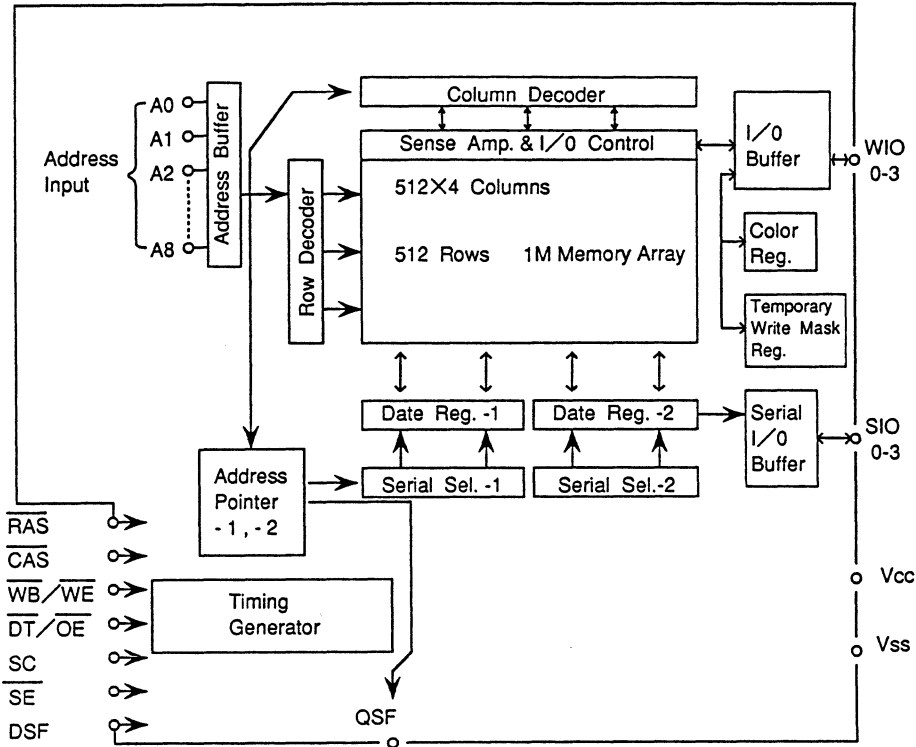 Address
Input
A0
A1
A2
A8
Address Buffer
Row Decoder
Column Decoder
Sense Amp. & I/O Control
512×4 Columns
512 Rows 1M Memory Array
I/O
Buffer
WIO
0-3
Color
Reg.
Temporary
Write Mask
Reg.
Date Reg. -1
Date Reg. -2
Serial
I/O
Buffer
SIO
0-3
Address
Pointer
-1, -2
Serial Sel. -1
Serial Sel.-2
RAS
CAS
WB/WE
DT/OE
SC
SE
DSF
Timing
Generator
QSF
Vcc
Vss